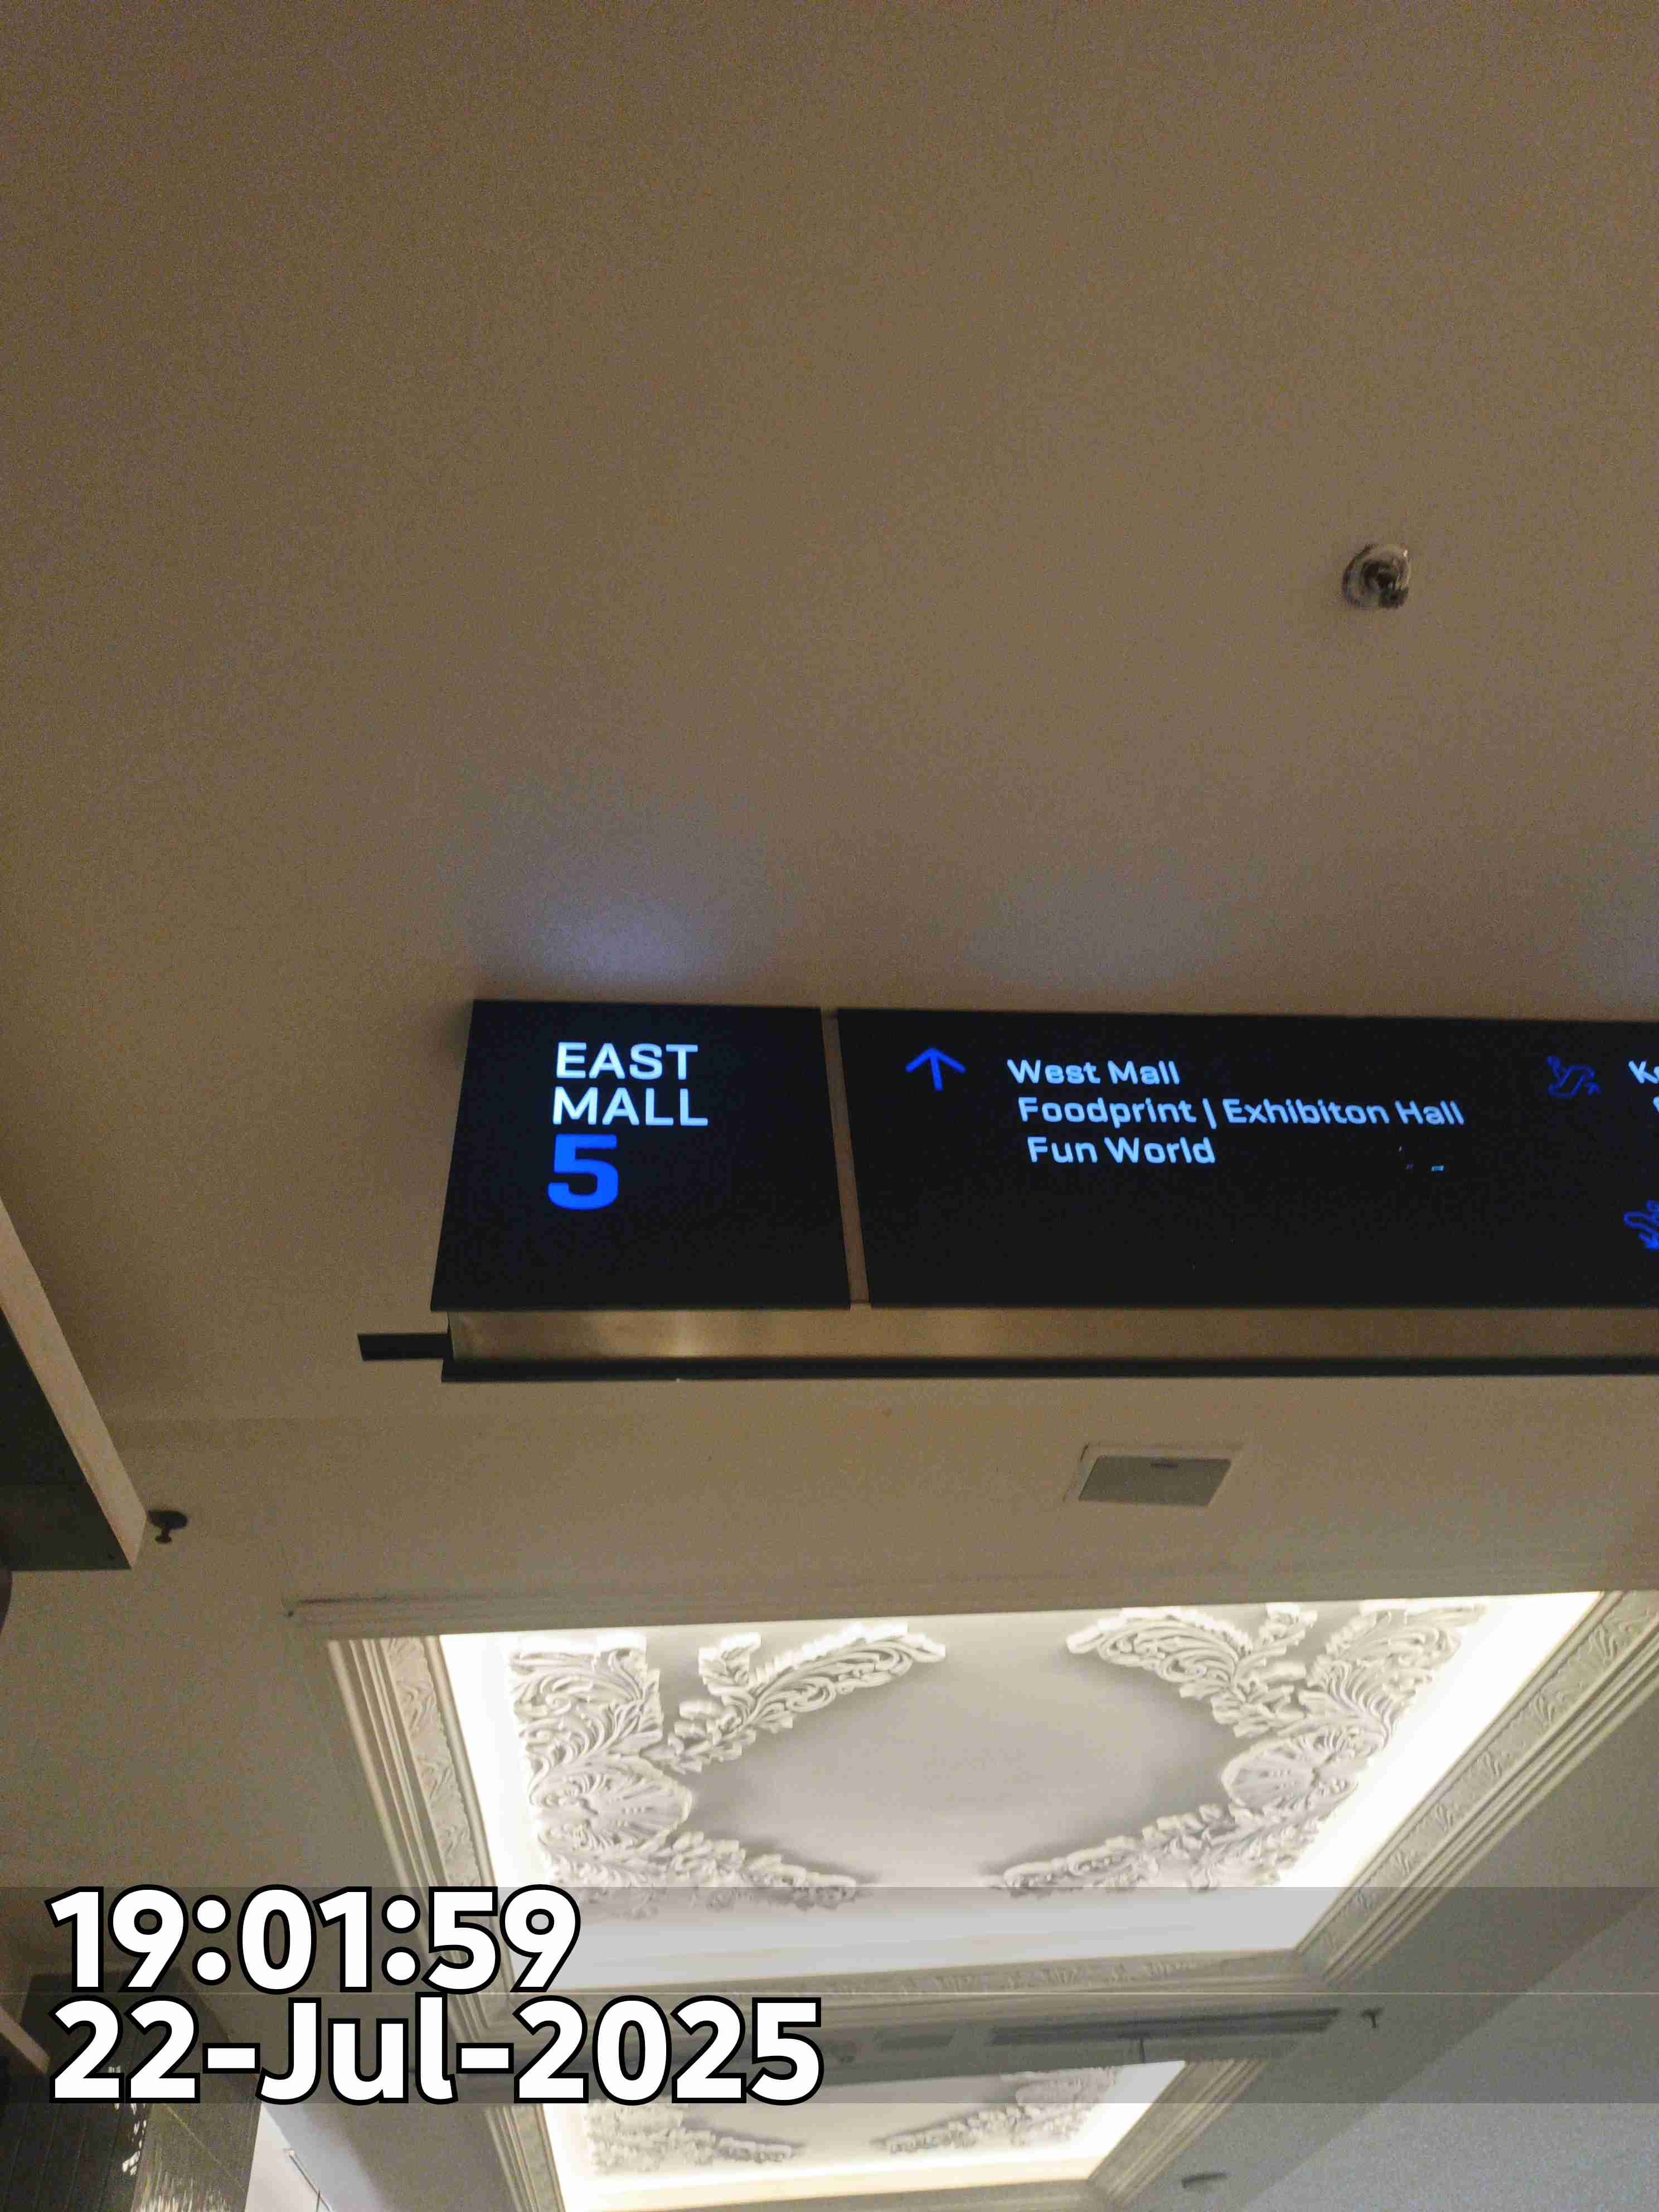 EAST
MALL
5
West Mall
Foodprint | Exhibiton Hall
Fun World
19:01:59
22-Jul-2025